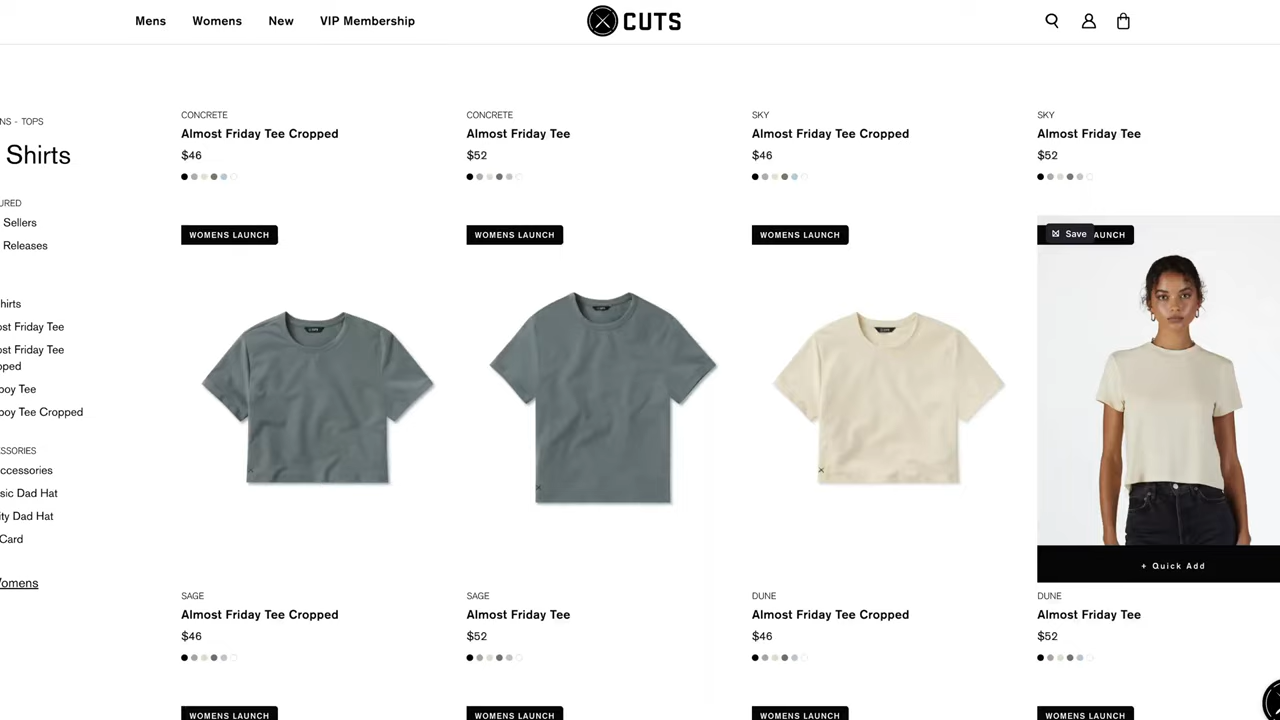 Mens Womens New VIP Membership
CUTS
NS - TOPS
Shirts
URED
Sellers
Releases
hirts
ost Friday Tee
ost Friday Tee
pped
boy Tee
boy Tee Cropped
SSORIES
ccessories
sic Dad Hat
ity Dad Hat
Card
Womens
CONCRETE
Almost Friday Tee Cropped
$46
CONCRETE
Almost Friday Tee
$52
SKY
Almost Friday Tee Cropped
$46
SKY
Almost Friday Tee
$52
WOMENS LAUNCH
WOMENS LAUNCH
WOMENS LAUNCH
Save
AUNCH
+ Quick Add
SAGE
Almost Friday Tee Cropped
$46
SAGE
Almost Friday Tee
$52
DUNE
Almost Friday Tee Cropped
$46
DUNE
Almost Friday Tee
$52
WOMENS LAUNCH
WOMENS LAUNCH
WOMENS LAUNCH
WOMENS LAUNCH